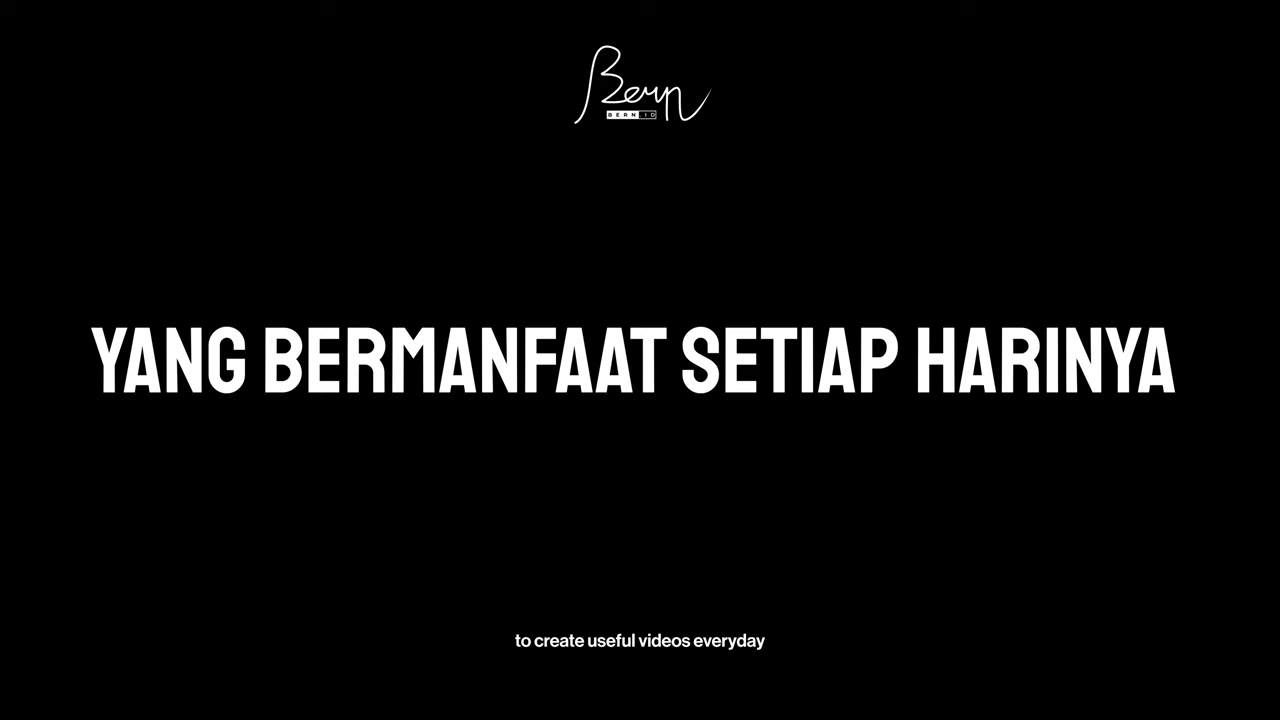 Bern
BERN.ID
YANG BERMANFAAT SETIAP HARINYA
to create useful videos everyday